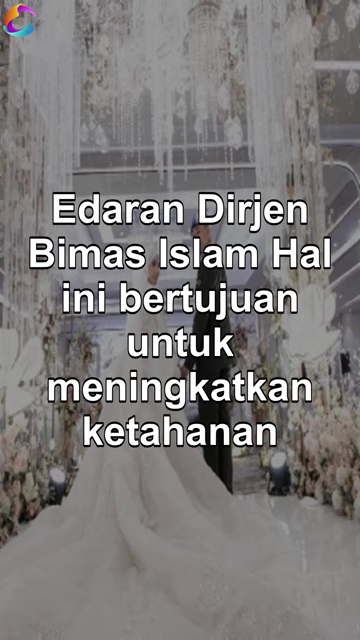 Edaran Dirjen
Bimas Islam Hal
ini bertujuan
untuk
meningkatkan
ketahanan